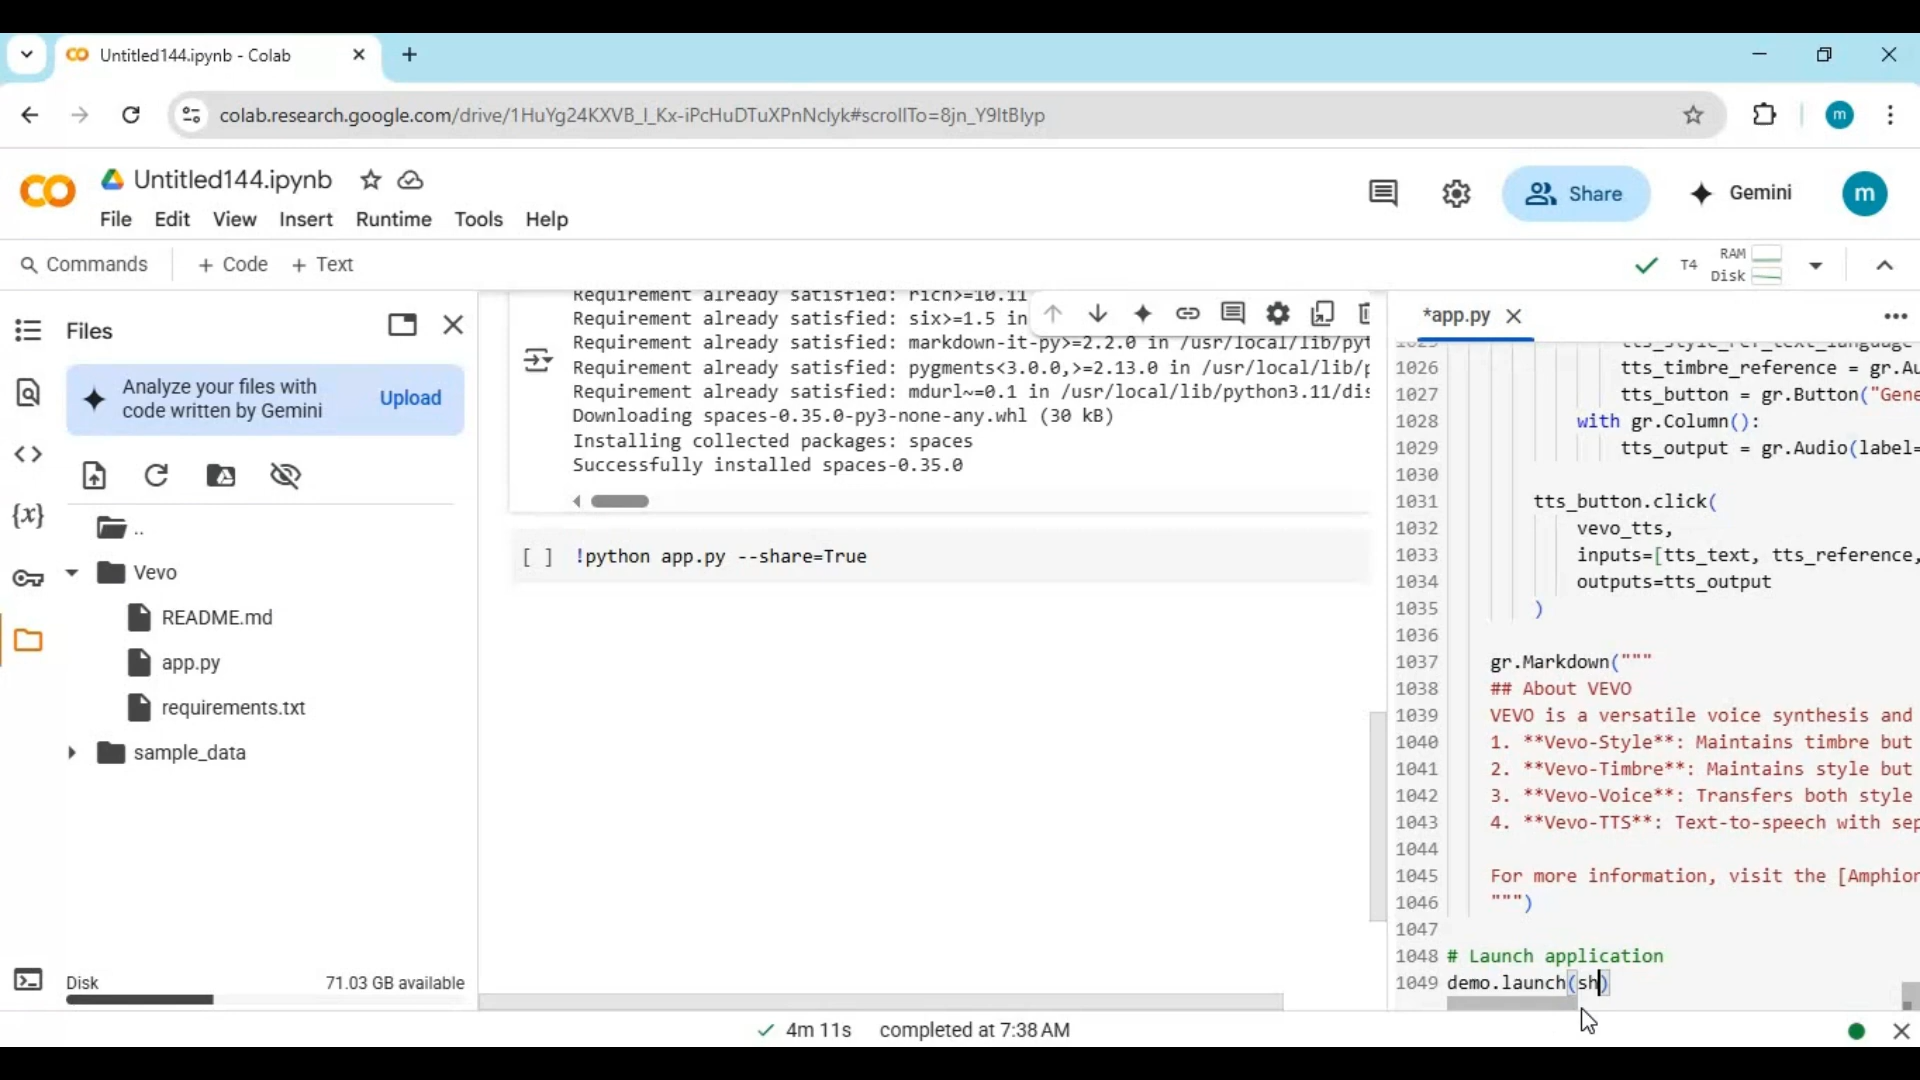 Untitled144.ipynb - Colab
colab.research.google.com/drive/1HuYg24KXVB_I_Kx-iPcHuDTuXPnNclyk#scrollTo=8jn_Y9ltBlyp
m
Untitled144.ipynb
File Edit View Insert Runtime Tools Help
Share
Gemini
m
Commands + Code + Text
T4 RAM
Disk
Files
Analyze your files with
code written by Gemini
Upload
..
Vevo
README.md
app.py
requirements.txt
sample_data
Disk 71.03 GB available
Requirement already satisfied: rich>=10.11
Requirement already satisfied: six>=1.5 in
Requirement already satisfied: markdown-it-py>=2.2.0 in /usr/local/lib/pyt
Requirement already satisfied: pygments<3.0.0,>=2.13.0 in /usr/local/lib/p
Requirement already satisfied: mdurl~=0.1 in /usr/local/lib/python3.11/dis
Downloading spaces-0.35.0-py3-none-any.whl (30 kB)
Installing collected packages: spaces
Successfully installed spaces-0.35.0
[ ] !python app.py --share=True
*app.py
1025 tts_style_ref_text_language
1026 tts_timbre_reference = gr.Au
1027 tts_button = gr.Button("Gene
1028 with gr.Column():
1029 tts_output = gr.Audio(label=
1030
1031 tts_button.click(
1032 vevo_tts,
1033 inputs=[tts_text, tts_reference,
1034 outputs=tts_output
1035 )
1036
1037 gr.Markdown("""
1038 ## About VEVO
1039 VEVO is a versatile voice synthesis and
1040 1. **Vevo-Style**: Maintains timbre but
1041 2. **Vevo-Timbre**: Maintains style but
1042 3. **Vevo-Voice**: Transfers both style
1043 4. **Vevo-TTS**: Text-to-speech with sep
1044
1045 For more information, visit the [Amphion
1046 """)
1047
1048 # Launch application
1049 demo.launch(sh)
4m 11s completed at 7:38 AM